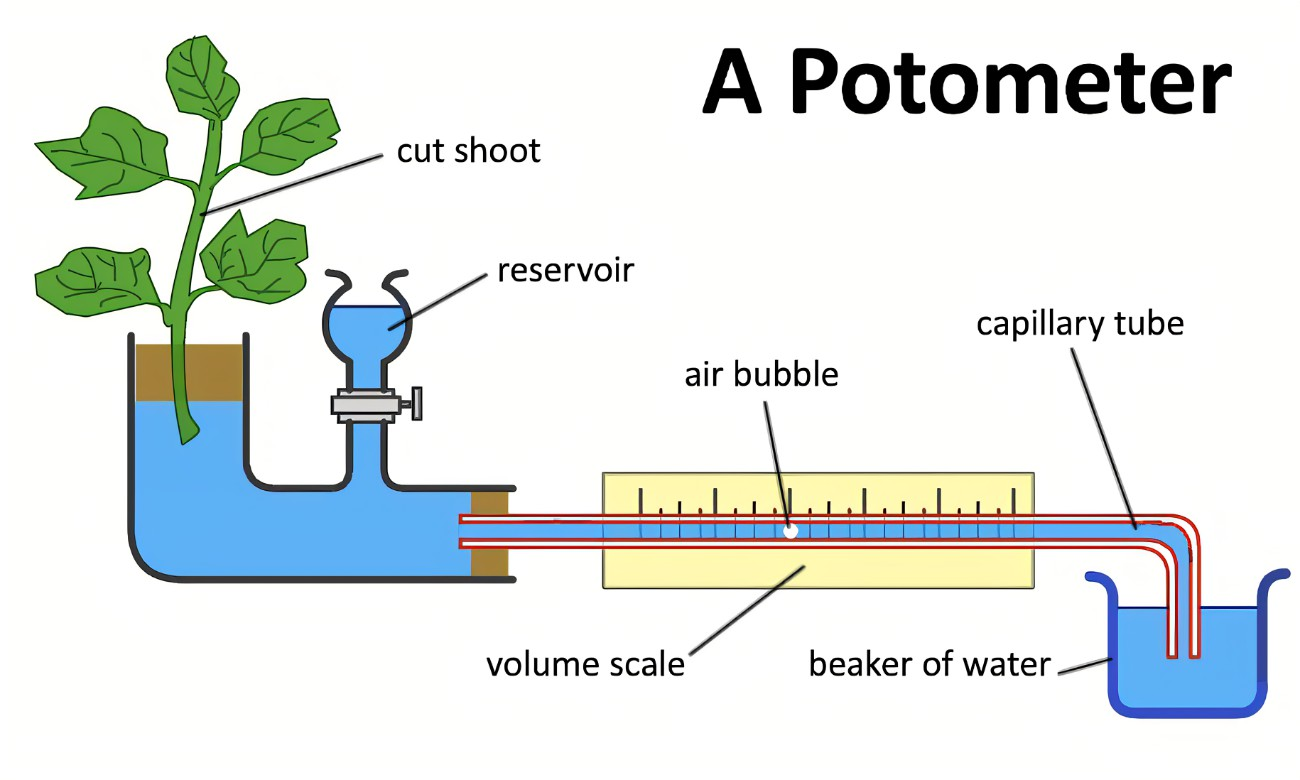 A Potometer
cut shoot
reservoir
capillary tube
air bubble
volume scale
beaker of water